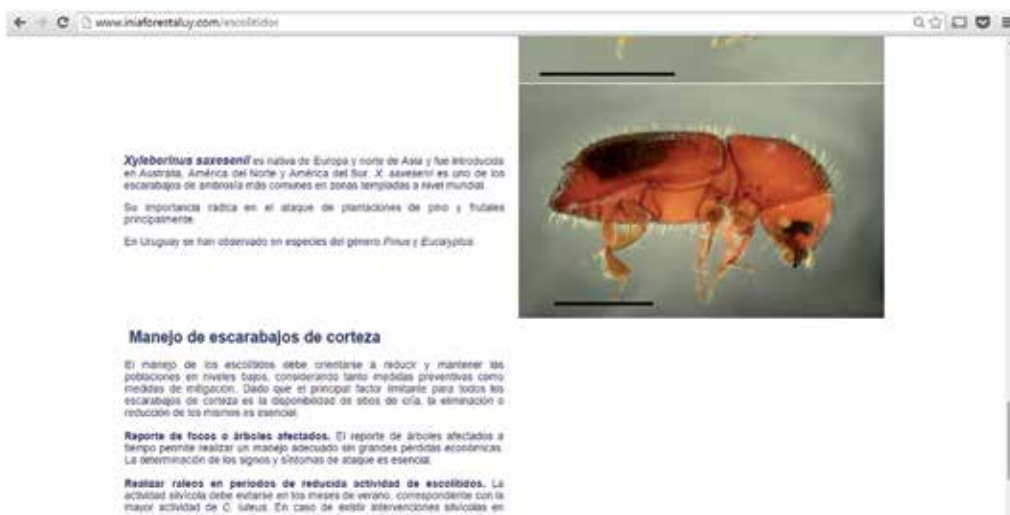 www.iniaforestaluy.com/escolitidos
Xyleborinus saxesenii es nativa de Europa y norte de Asia y fue introducida
en Australia, América del Norte y América del Sur. X. saxesenii es uno de los
escarabajos de ambrosía más comunes en zonas templadas a nivel mundial.
Su importancia radica en el ataque de plantaciones de pino y frutales
principalmente.
En Uruguay se han observado en especies del género Pinus y Eucalyptus.
Manejo de escarabajos de corteza
El manejo de los escolitidos debe orientarse a reducir y mantener las
poblaciones en niveles bajos, considerando tanto medidas preventivas como
medidas de mitigación. Dado que el principal factor limitante para todos los
escarabajos de corteza es la disponibilidad de sitios de cría, la eliminación o
reducción de los mismos es esencial.
Reporte de focos o árboles afectados. El reporte de árboles afectados a
tiempo permite realizar un manejo adecuado sin grandes pérdidas económicas.
La determinación de los signos y síntomas de ataque es esencial.
Realizar raleos en períodos de reducida actividad de escolitidos. La
actividad silvícola debe evitarse en los meses de verano, correspondiente con la
mayor actividad de C. luteus. En caso de existir intervenciones silvícolas en